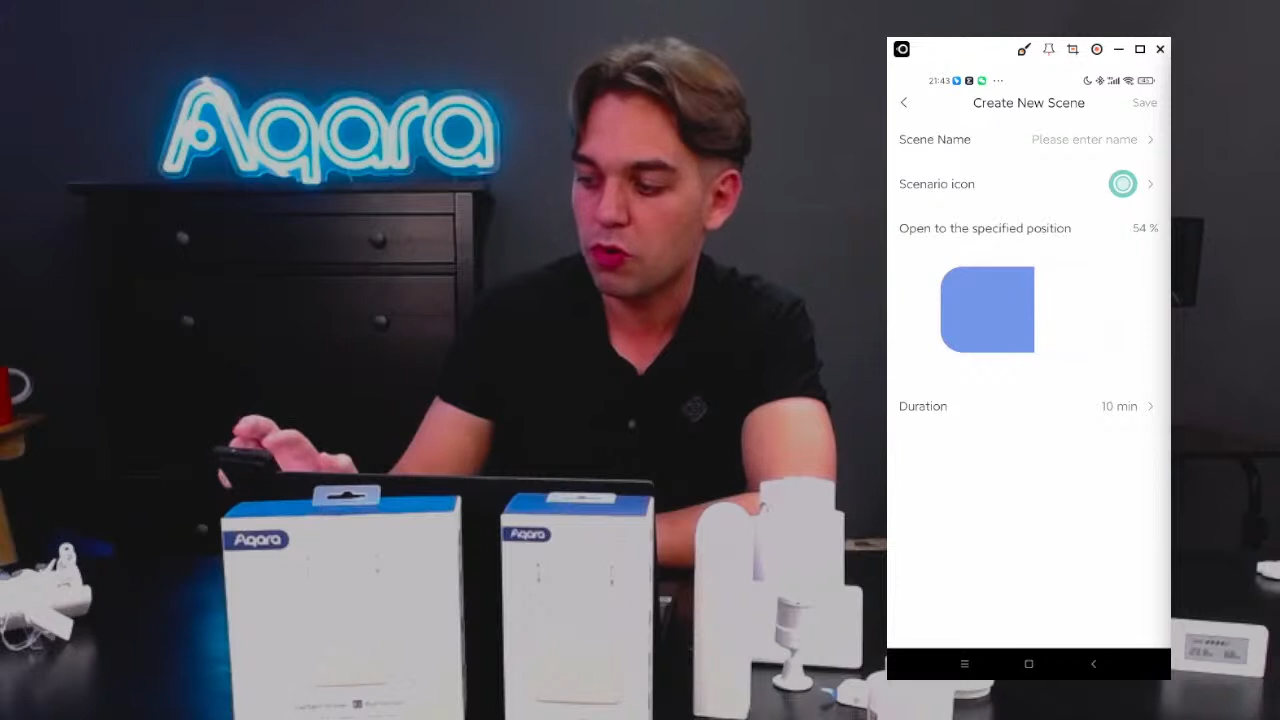 Aqara
21:43
Create New Scene
Save
Scene Name
Please enter name
Scenario icon
Open to the specified position
54 %
Duration
10 min
Aqara
Aqara